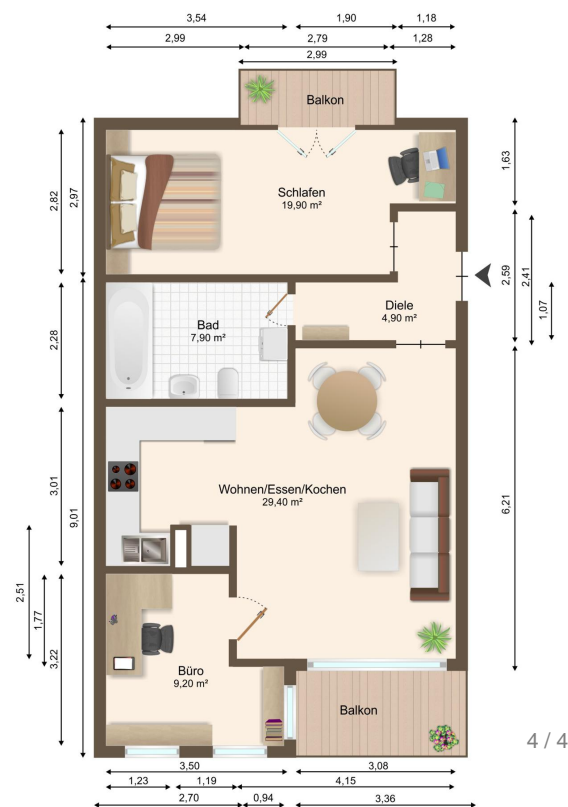 3,54 1,90 1,18
2,99 2,79 1,28
2,99
Balkon
1,63
2,82
2,97
Schlafen
19,90 m²
2,59
2,41
1,07
Diele
4,90 m²
Bad
7,90 m²
2,28
3,01
9,01
Wohnen/Essen/Kochen
29,40 m²
6,21
2,51
1,77
3,22
Büro
9,20 m²
Balkon
4 / 4
3,50 3,08
1,23 1,19 4,15
2,70 0,94 3,36